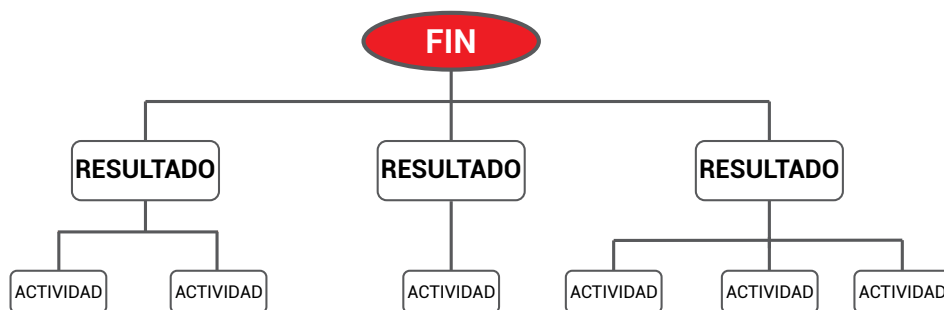 FIN
RESULTADO RESULTADO RESULTADO
ACTIVIDAD ACTIVIDAD ACTIVIDAD ACTIVIDAD ACTIVIDAD ACTIVIDAD